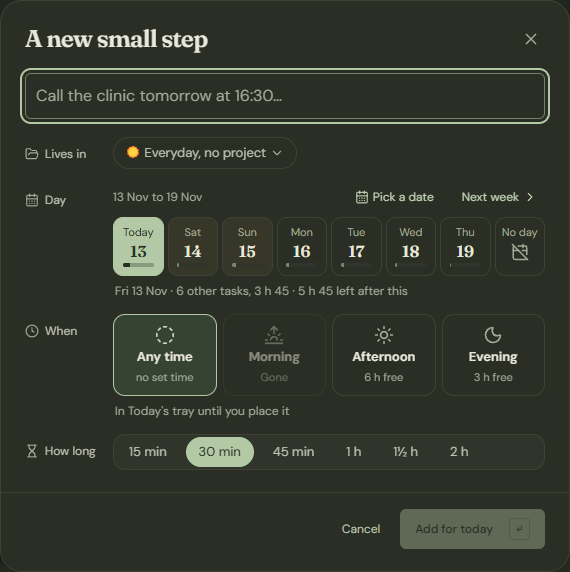 A new small step
Call the clinic tomorrow at 16:30...
Lives in
Everyday, no project
Day
13 Nov to 19 Nov
Pick a date
Next week
Today Sat Sun Mon Tue Wed Thu No day
13 14 15 16 17 18 19
Fri 13 Nov · 6 other tasks, 3 h 45 · 5 h 45 left after this
When
Any time Morning Afternoon Evening
no set time Gone 6 h free 3 h free
In Today's tray until you place it
How long
15 min 30 min 45 min 1 h 1½ h 2 h
Cancel
Add for today